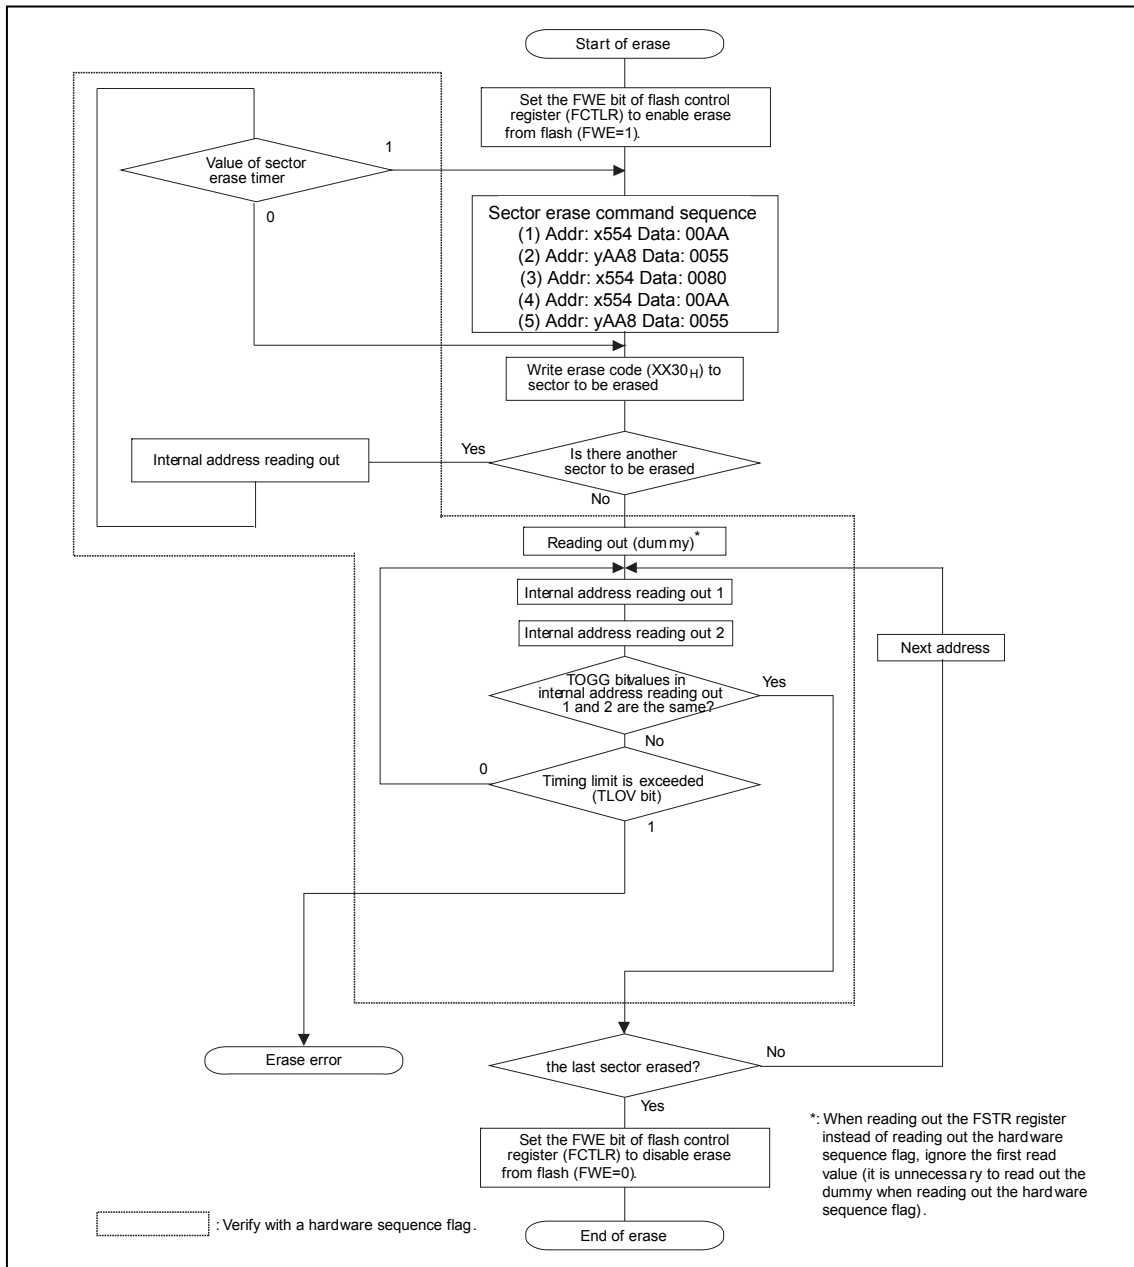 Start of erase
Set the FWE bit of flash control
register (FCTLR) to enable erase
from flash (FWE=1).
Value of sector
erase timer
1
0
Sector erase command sequence
(1) Addr: x554 Data: 00AA
(2) Addr: yAA8 Data: 0055
(3) Addr: x554 Data: 0080
(4) Addr: x554 Data: 00AA
(5) Addr: yAA8 Data: 0055
Write erase code (XX30H) to
sector to be erased
Internal address reading out
Yes
Is there another
sector to be erased
No
Reading out (dummy)*
Internal address reading out 1
Internal address reading out 2
Next address
TOGG bitvalues in
internal address reading out
1 and 2 are the same?
Yes
No
0
Timing limit is exceeded
(TLOV bit)
1
Erase error
the last sector erased?
No
Yes
Set the FWE bit of flash control
register (FCTLR) to disable erase
from flash (FWE=0).
*: When reading out the FSTR register
instead of reading out the hardware
sequence flag, ignore the first read
value (it is unnecessary to read out the
dummy when reading out the hardware
sequence flag).
: Verify with a hardware sequence flag.
End of erase